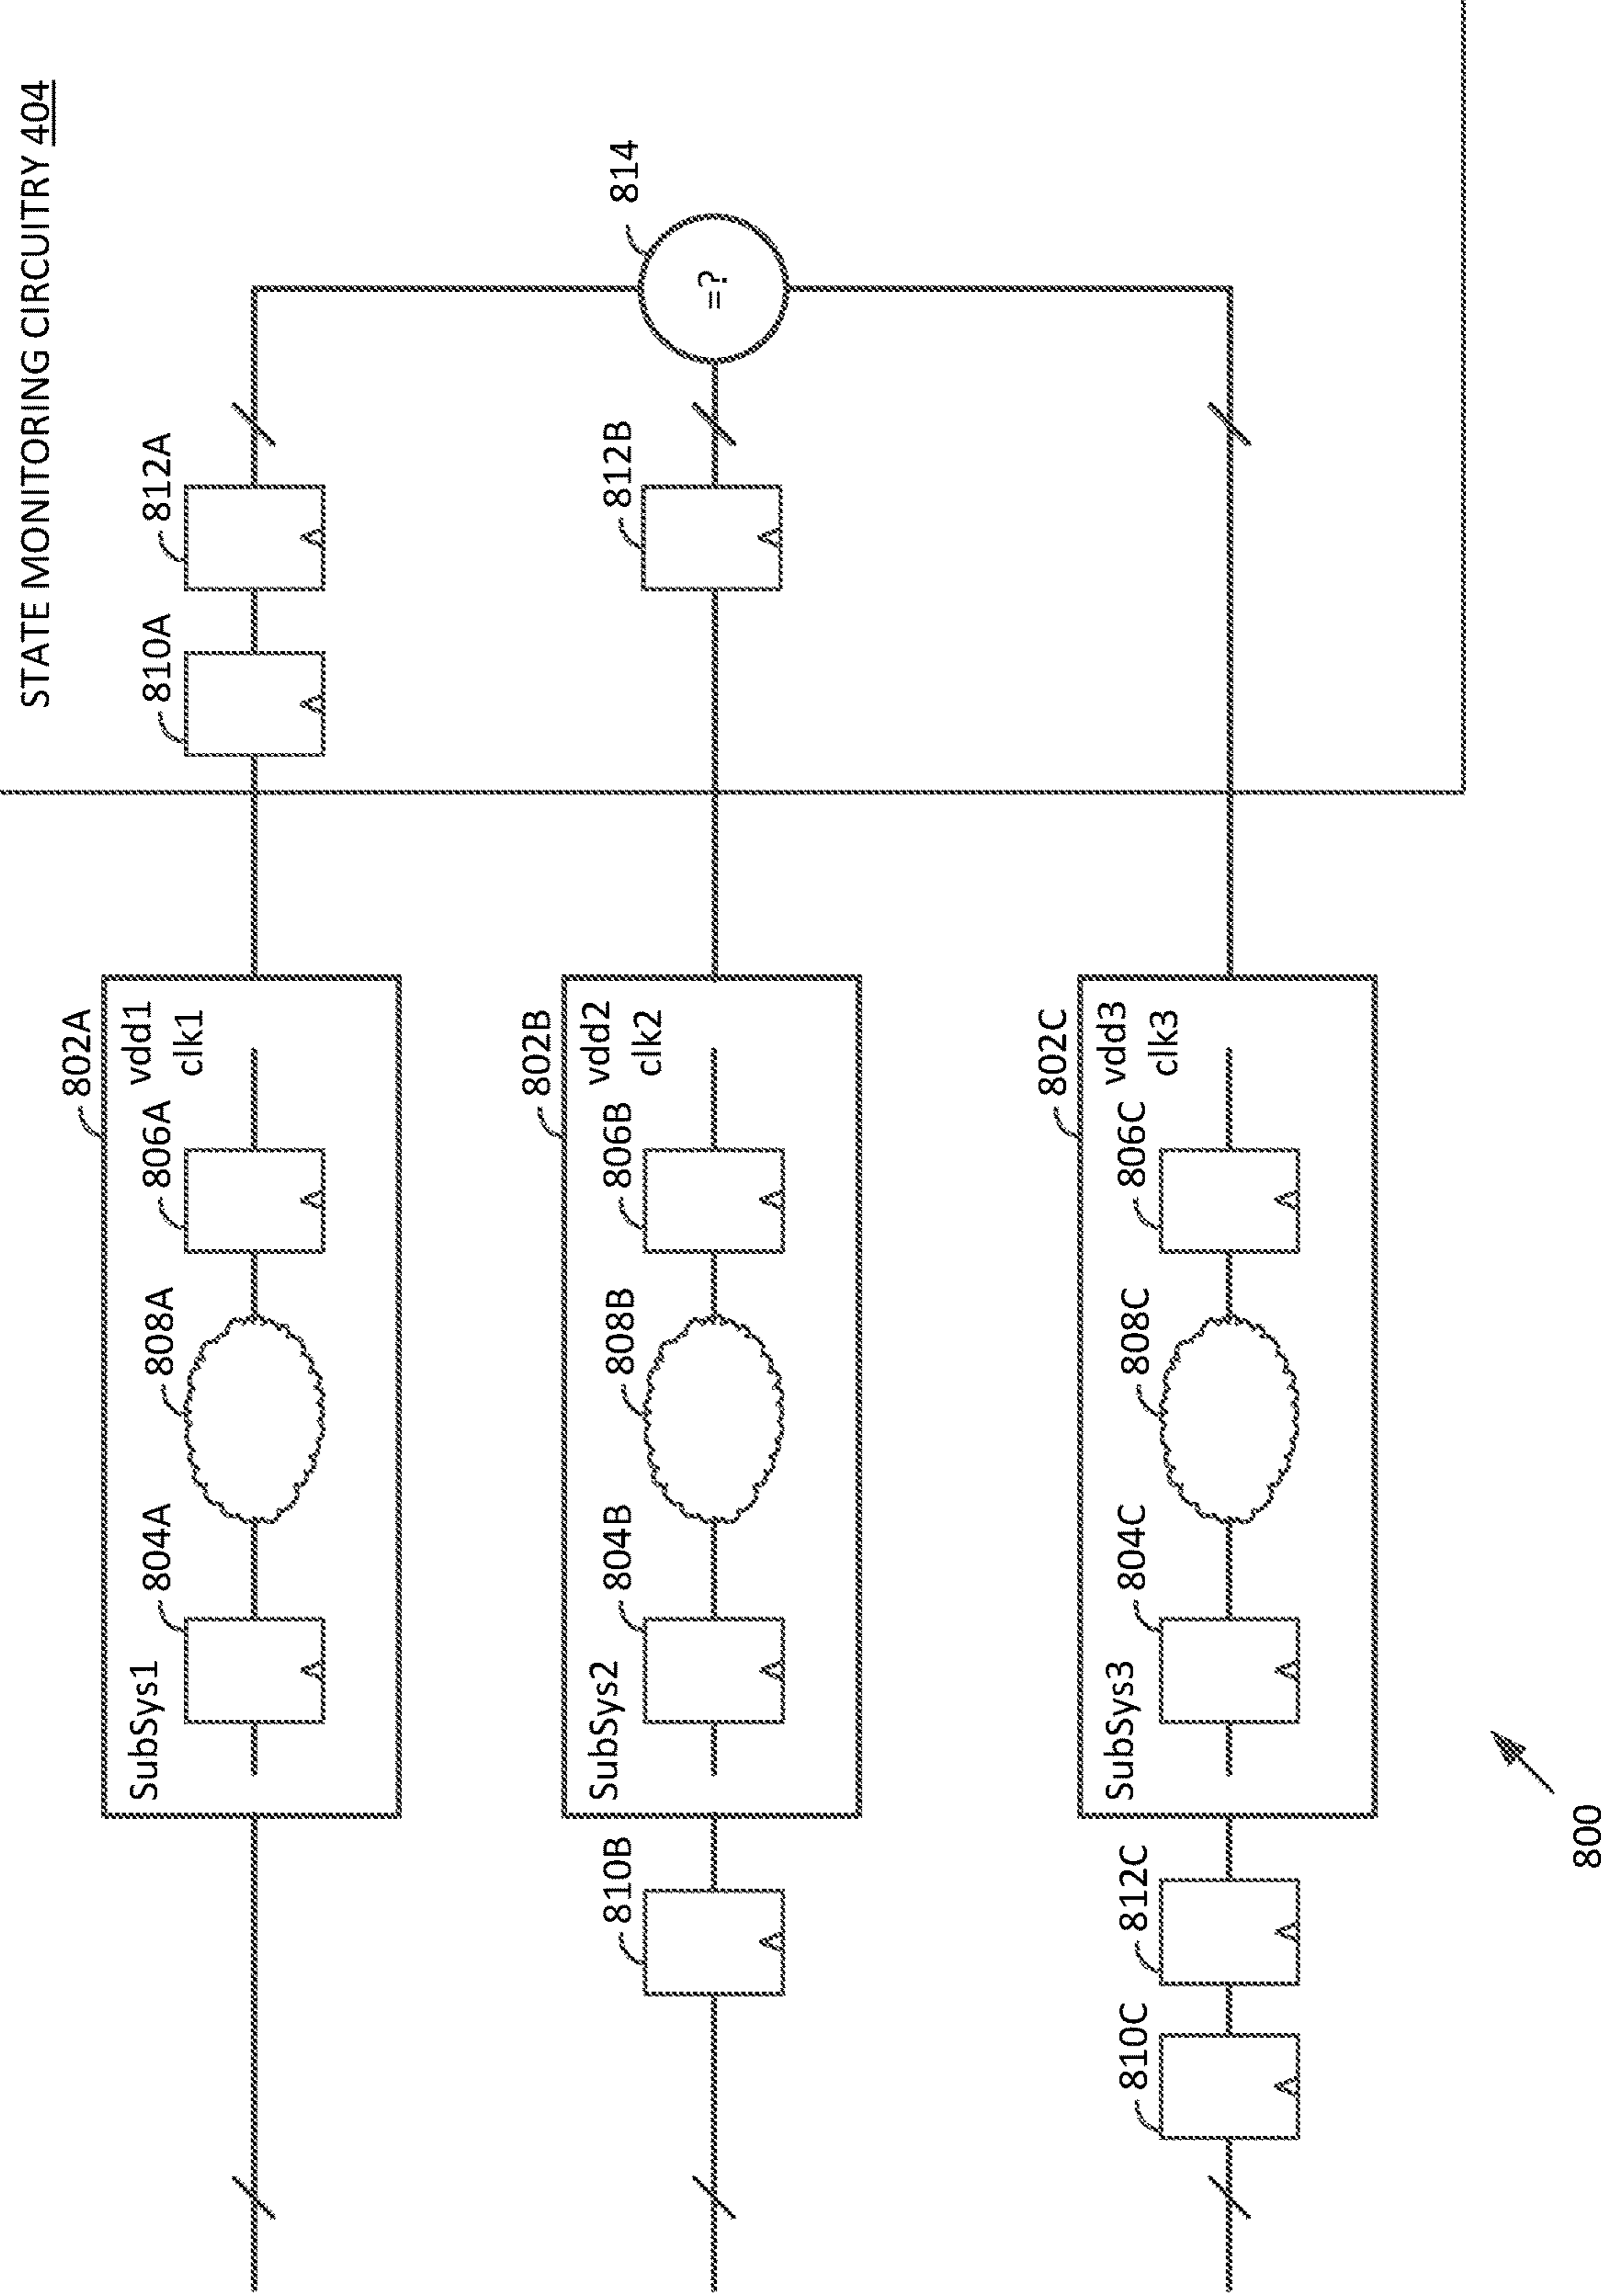 STATE MONITORING CIRCUITRY 404
802A
SubSys1
804A
808A
806A
vdd1
clk1
810A
812A
810B
802B
SubSys2
804B
808B
806B
vdd2
clk2
812B
814
=?
810C
812C
802C
SubSys3
804C
808C
806C
vdd3
clk3
800